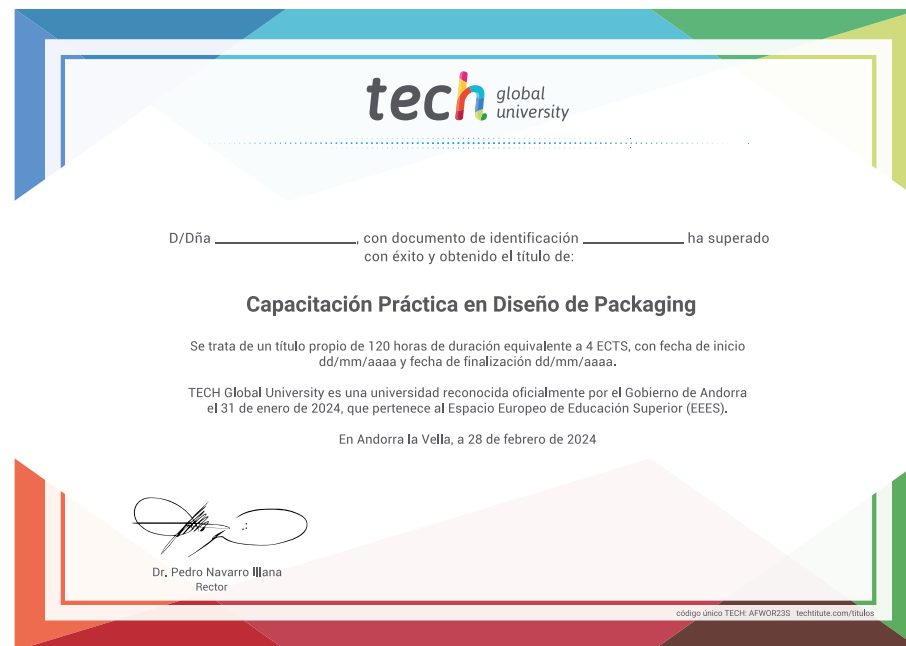 tech global
university
D/Dña ______________, con documento de identificación __________ ha superado
con éxito y obtenido el título de:
Capacitación Práctica en Diseño de Packaging
Se trata de un título propio de 120 horas de duración equivalente a 4 ECTS, con fecha de inicio
dd/mm/aaaa y fecha de finalización dd/mm/aaaa.
TECH Global University es una universidad reconocida oficialmente por el Gobierno de Andorra
el 31 de enero de 2024, que pertenece al Espacio Europeo de Educación Superior (EEES).
En Andorra la Vella, a 28 de febrero de 2024
Dr. Pedro Navarro Illana
Rector
código único TECH: AFWOR23S techtitute.com/titulos